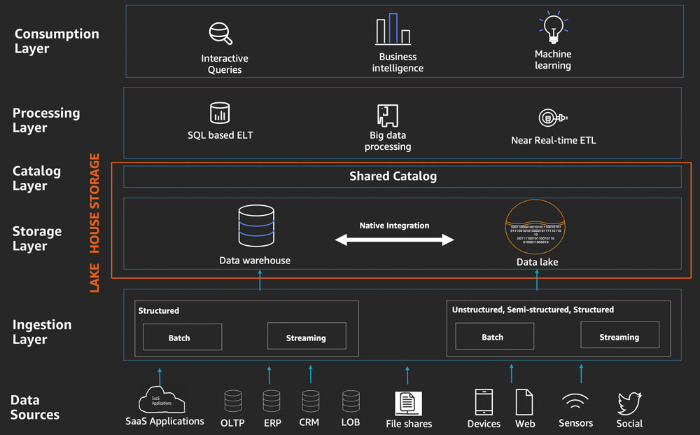 Consumption
Layer
Interactive
Queries
Business
intelligence
Machine
learning
Processing
Layer
SQL based ELT
Big data
processing
Near Real-time ETL
LAKE HOUSE STORAGE
Catalog
Layer
Shared Catalog
Storage
Layer
Data warehouse
Native Integration
Data lake
Ingestion
Layer
Structured
Batch
Streaming
Unstructured, Semi-structured, Structured
Batch
Streaming
Data
Sources
SaaS
Applications
SaaS Applications
OLTP
ERP
CRM
LOB
File shares
Devices
Web
Sensors
Social